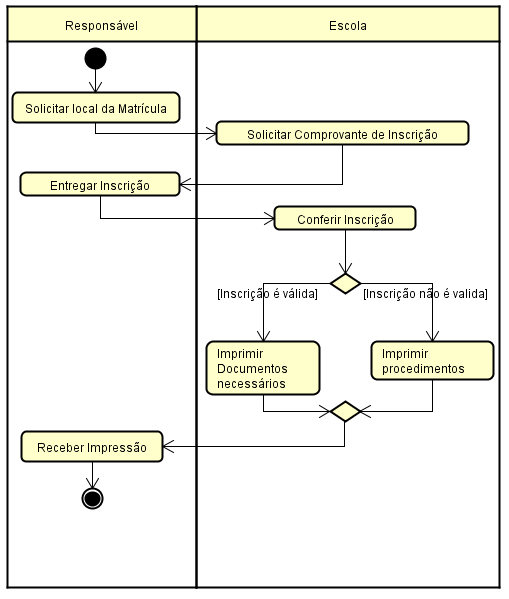 Responsável
Escola
Solicitar local da Matrícula
Solicitar Comprovante de Inscrição
Entregar Inscrição
Conferir Inscrição
[Inscrição é válida]
[Inscrição não é valida]
Imprimir
Documentos
necessários
Imprimir
procedimentos
Receber Impressão